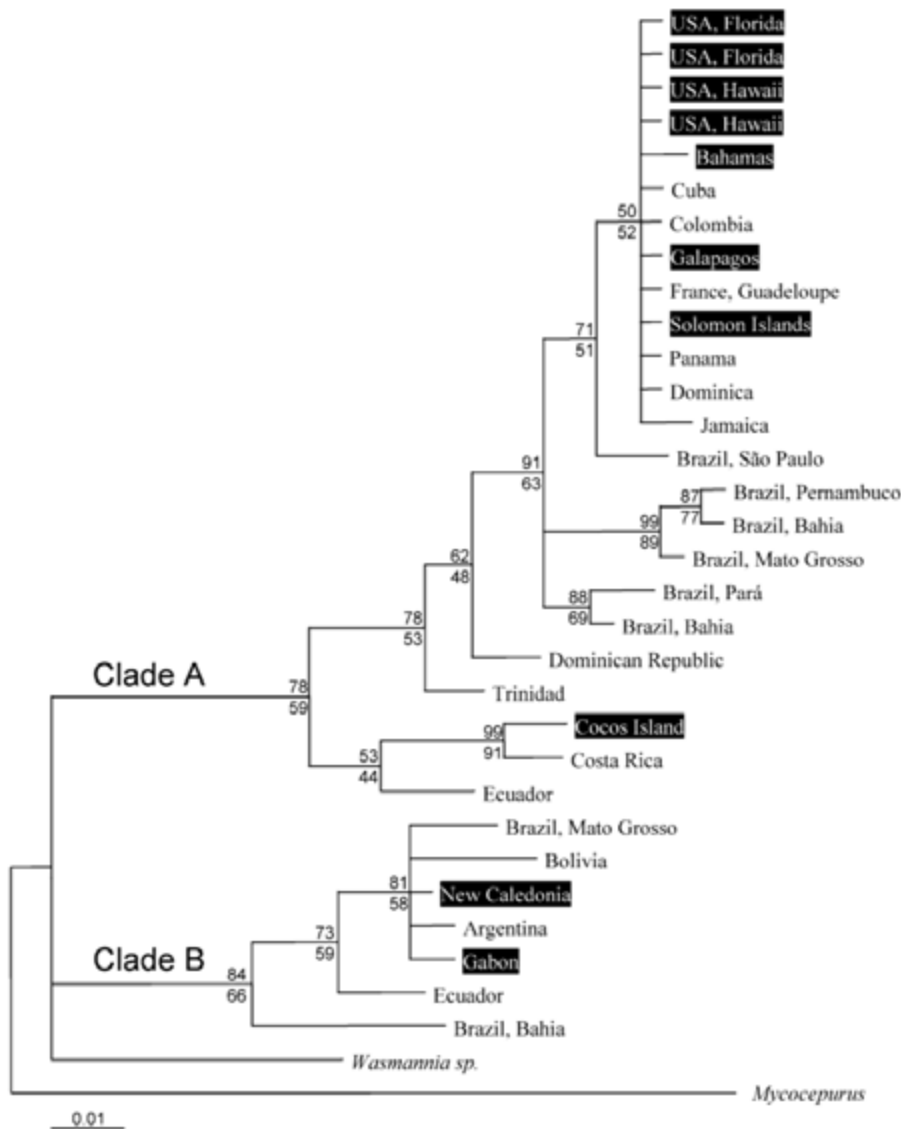 USA, Florida
USA, Florida
USA, Hawaii
USA, Hawaii
Bahamas
Cuba
50
52
Colombia
Galapagos
France, Guadeloupe
Solomon Islands
71
51
Panama
Dominica
Jamaica
Brazil, São Paulo
91
63
87
77
Brazil, Pernambuco
Brazil, Bahia
99
89
Brazil, Mato Grosso
62
48
88
69
Brazil, Pará
Brazil, Bahia
78
53
Dominican Republic
Clade A
78
59
Trinidad
99
91
Cocos Island
Costa Rica
53
44
Ecuador
Brazil, Mato Grosso
Bolivia
81
58
New Caledonia
Argentina
73
59
Gabon
Clade B
84
66
Ecuador
Brazil, Bahia
Wasmannia sp.
Mycocepurus
0.01